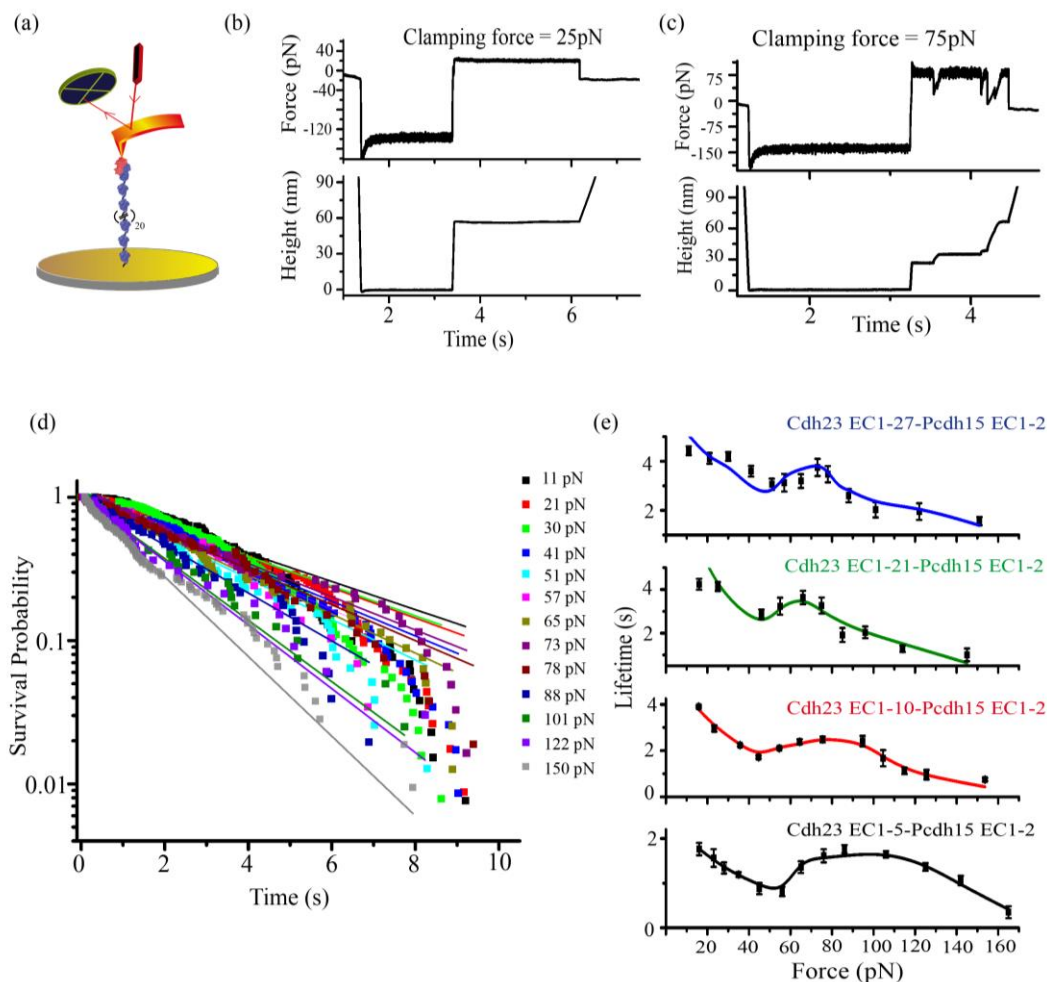 (a)
20
(b)
Clamping force = 25pN
Force (pN)
40
0
-40
-120
Height (nm)
90
60
30
0
2 4 6
Time (s)
(c)
Clamping force = 75pN
Force (pN)
75
0
-75
-150
Height (nm)
90
60
30
0
2 4
Time (s)
(d)
Survival Probability
1
0.1
0.01
0 2 4 6 8 10
Time (s)
11 pN
21 pN
30 pN
41 pN
51 pN
57 pN
65 pN
73 pN
78 pN
88 pN
101 pN
122 pN
150 pN
(e)
Lifetime (s)
Cdh23 EC1-27-Pcdh15 EC1-2
4
2
Cdh23 EC1-21-Pcdh15 EC1-2
4
2
0
Cdh23 EC1-10-Pcdh15 EC1-2
4
2
0
Cdh23 EC1-5-Pcdh15 EC1-2
2
0
20 40 60 80 100 120 140 160
Force (pN)